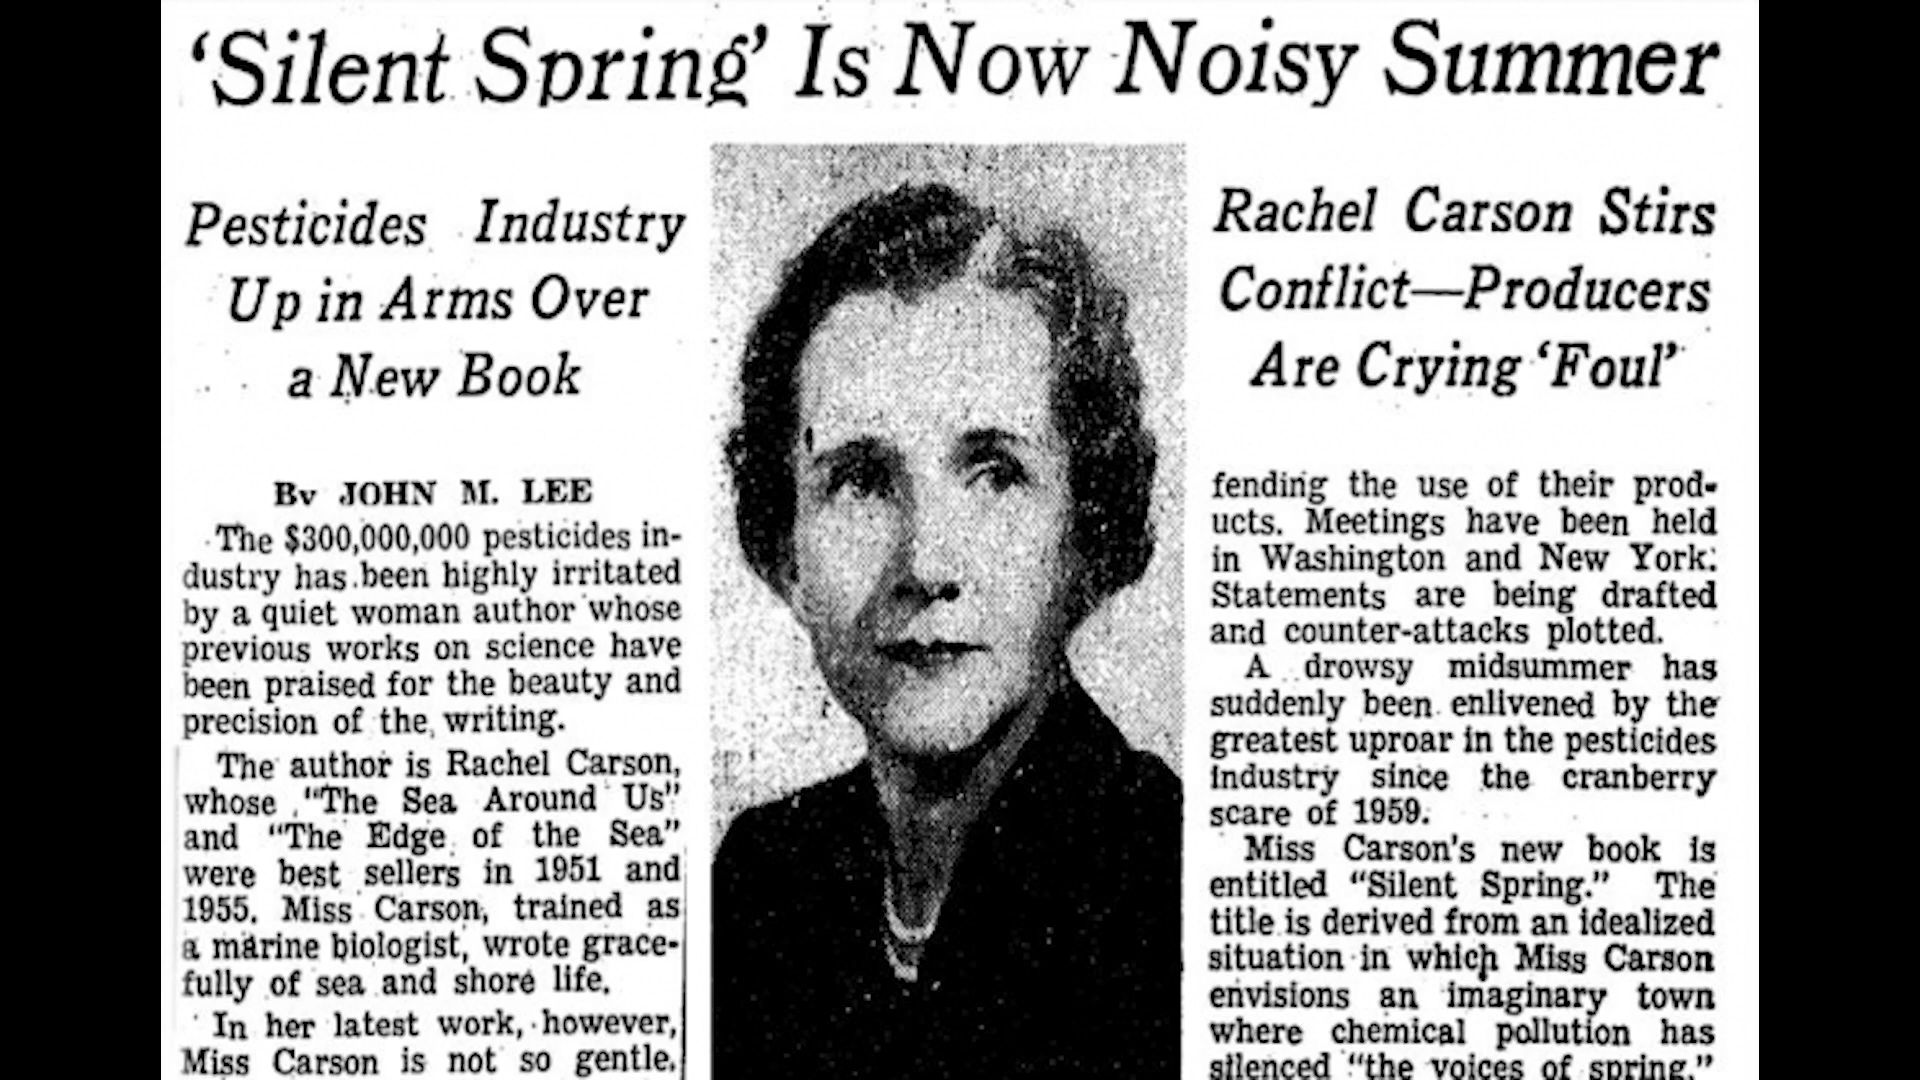 ‘Silent Spring’ Is Now Noisy Summer
Pesticides Industry
Up in Arms Over
a New Book
Rachel Carson Stirs
Conflict—Producers
Are Crying ‘Foul’
By JOHN M. LEE
The $300,000,000 pesticides in-
dustry has been highly irritated
by a quiet woman author whose
previous works on science have
been praised for the beauty and
precision of the writing.
The author is Rachel Carson,
whose “The Sea Around Us”
and “The Edge of the Sea”
were best sellers in 1951 and
1955. Miss Carson, trained as
a marine biologist, wrote grace-
fully of sea and shore life.
In her latest work, however,
Miss Carson is not so gentle.
fending the use of their prod-
ucts. Meetings have been held
in Washington and New York.
Statements are being drafted
and counter-attacks plotted.
A drowsy midsummer has
suddenly been enlivened by the
greatest uproar in the pesticides
industry since the cranberry
scare of 1959.
Miss Carson's new book is
entitled “Silent Spring.” The
title is derived from an idealized
situation in which Miss Carson
envisions an imaginary town
where chemical pollution has
silenced “the voices of spring.”